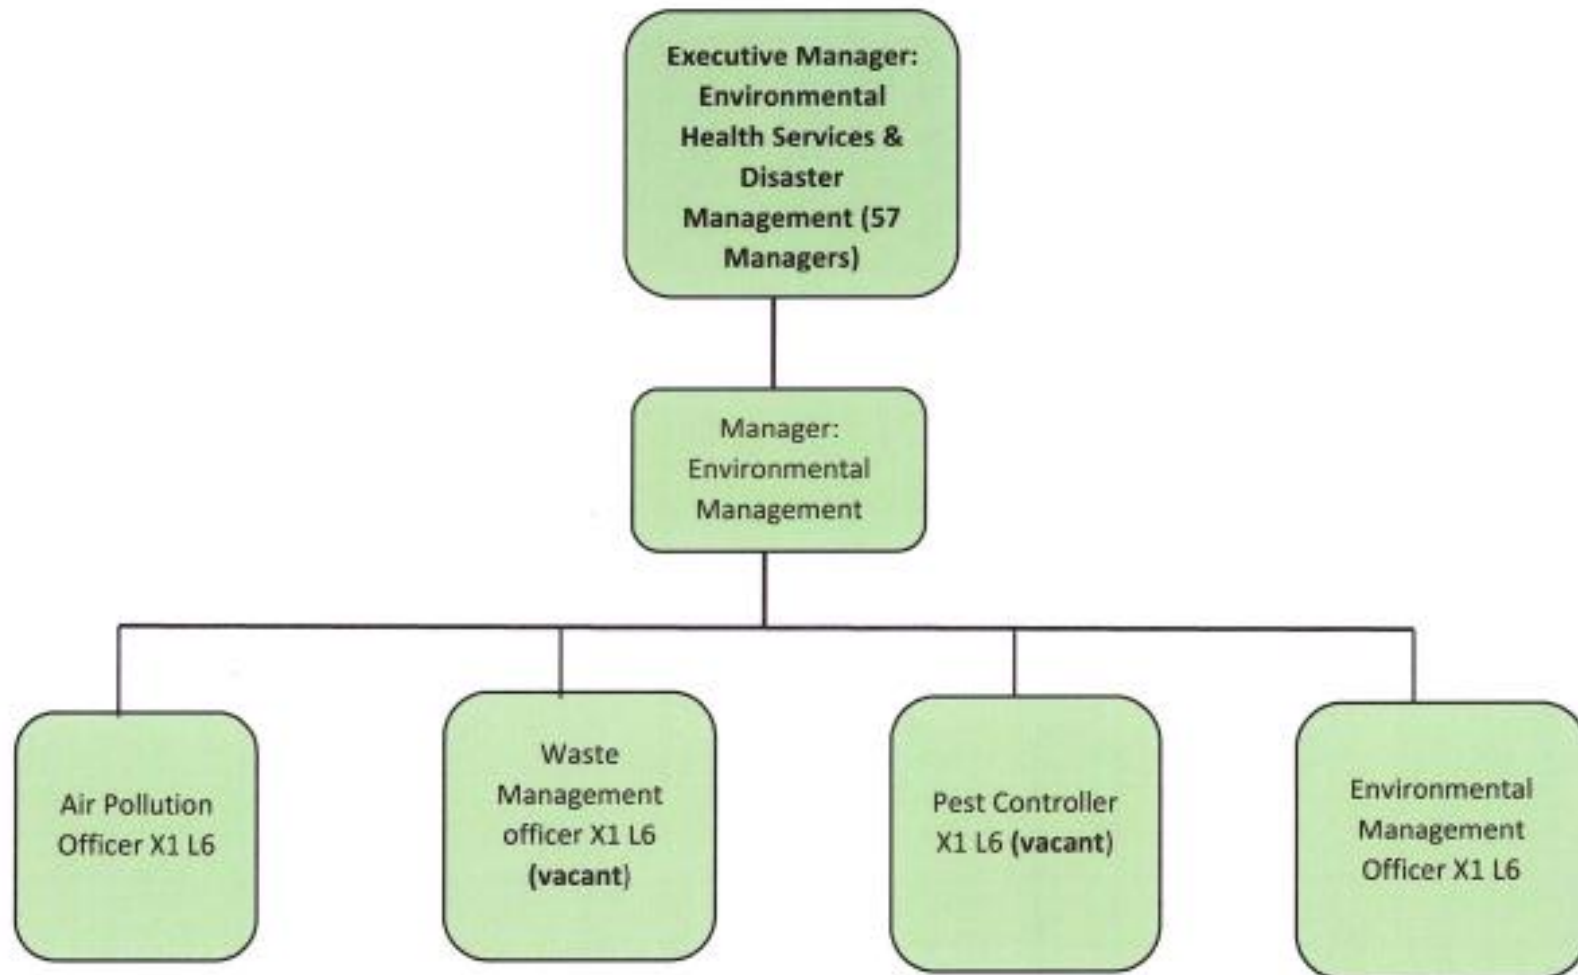 Executive Manager:
Environmental
Health Services &
Disaster
Management (57
Managers)
Manager:
Environmental
Management
Air Pollution
Officer X1 L6
Waste
Management
officer X1 L6
(vacant)
Pest Controller
X1 L6 (vacant)
Environmental
Management
Officer X1 L6